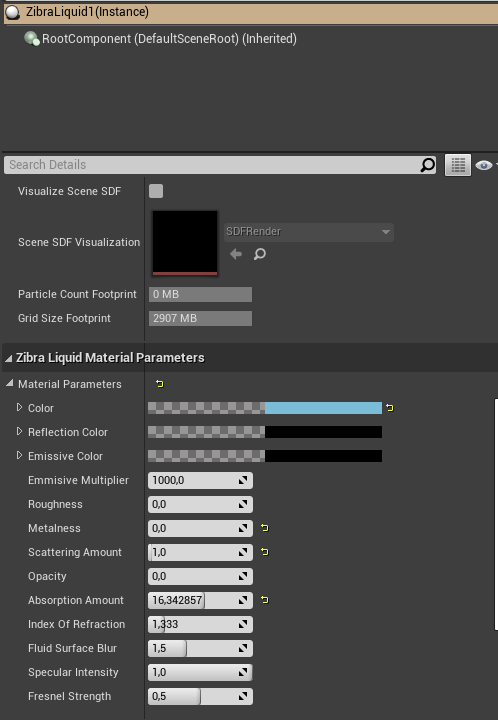 ZibraLiquid1(Instance)
RootComponent (DefaultSceneRoot) (Inherited)
Search Details
Visualize Scene SDF
Scene SDF Visualization
SDFRender
Particle Count Footprint 0 MB
Grid Size Footprint 2907 MB
Zibra Liquid Material Parameters
Material Parameters
Color
Reflection Color
Emissive Color
Emmisive Multiplier 1000,0
Roughness 0,0
Metalness 0,0
Scattering Amount 1,0
Opacity 0,0
Absorption Amount 16,342857
Index Of Refraction 1,333
Fluid Surface Blur 1,5
Specular Intensity 1,0
Fresnel Strength 0,5